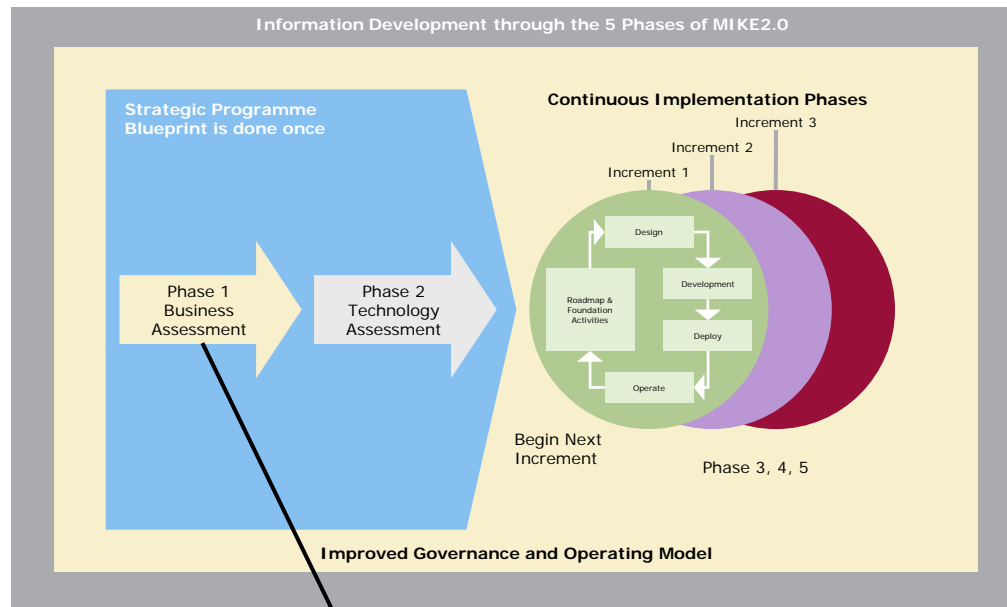 Information Development through the 5 Phases of MIKE2.0
Strategic Programme
Blueprint is done once
Continuous Implementation Phases
Increment 3
Increment 2
Increment 1
Phase 1
Business
Assessment
Phase 2
Technology
Assessment
Design
Development
Roadmap &
Foundation
Activities
Deploy
Operate
Begin Next
Increment
Phase 3, 4, 5
Improved Governance and Operating Model